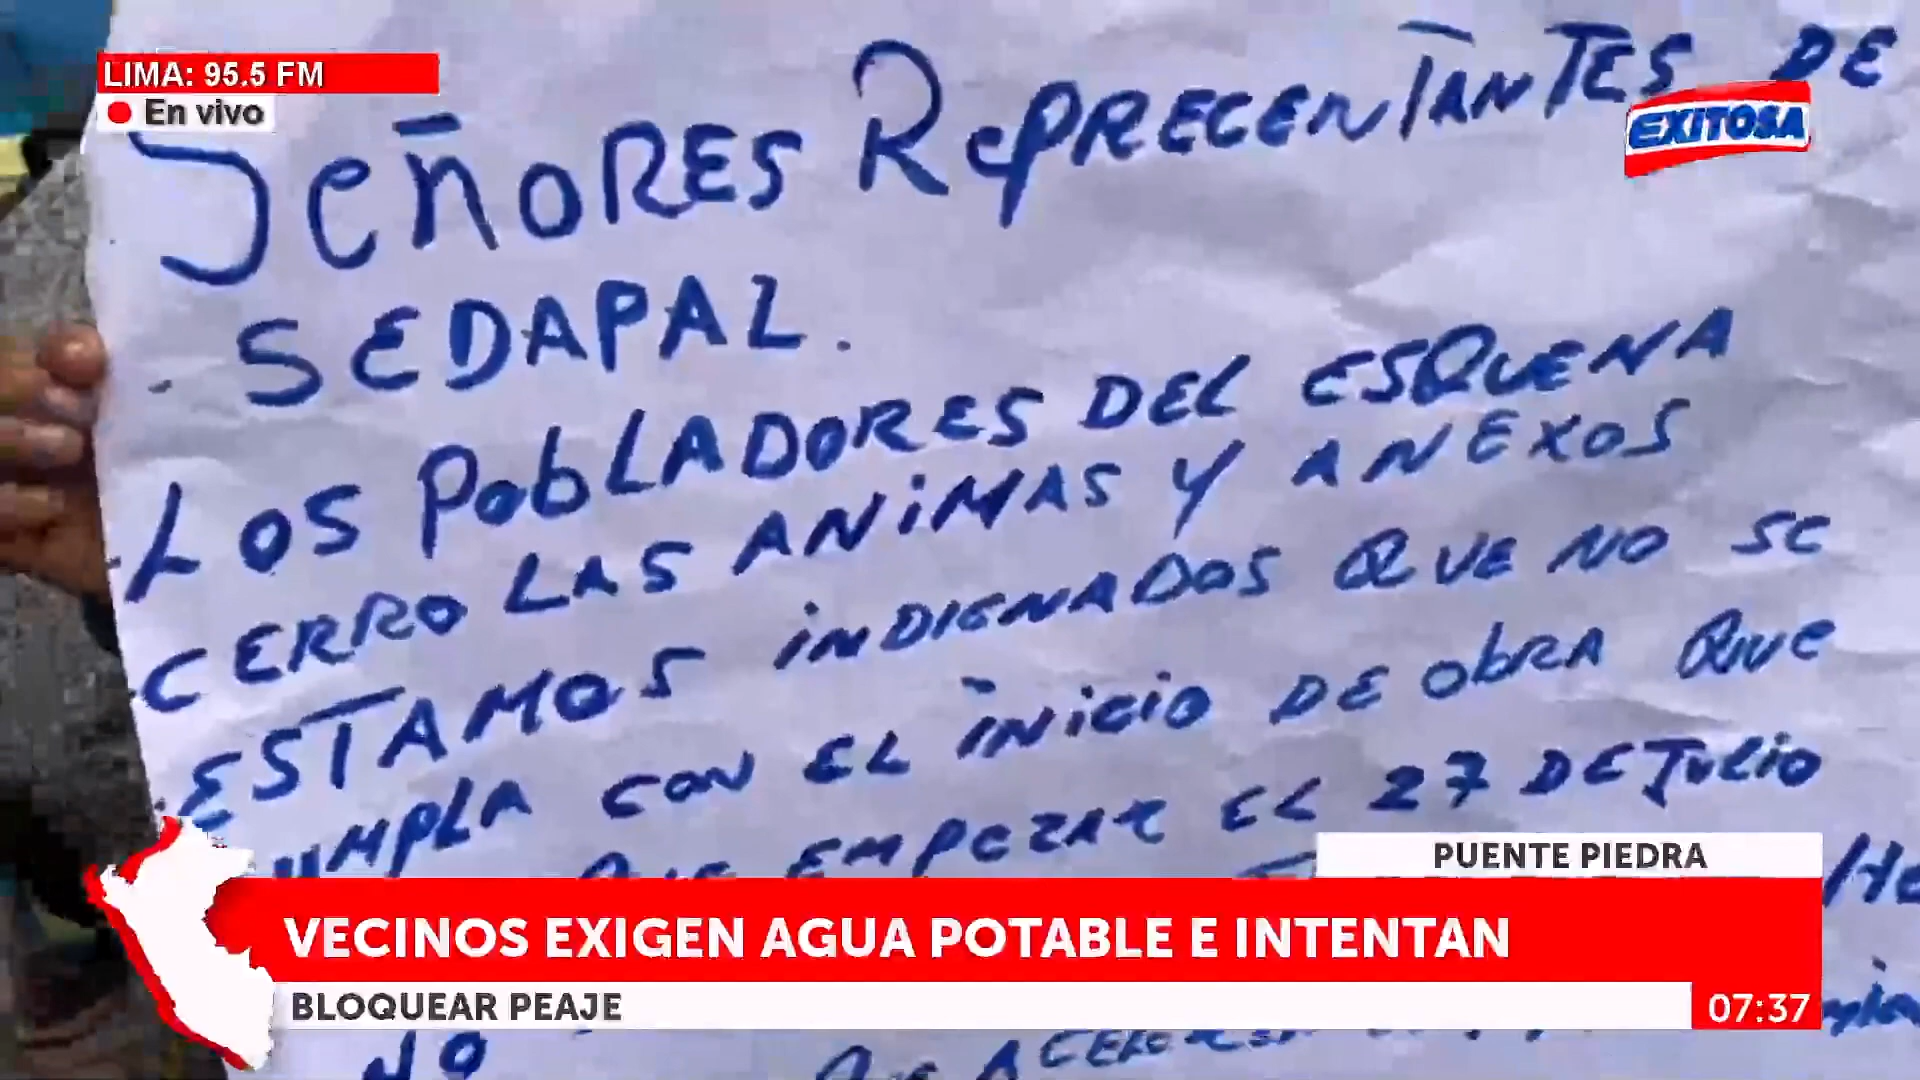 LIMA: 95.5 FM
En vivo
EXITOSA
SEÑORES REPRECENTANTES DE
SEDAPAL.
LOS PObLADORES DEL ESQUENA
CERRO LAS ANiMAS Y ANEXOS
ESTAMOS iNDIGNADOS QUE NO SE
UMPLA CON EL iNiCiO DE ObRA QUE
EMPEZAR EL 27 DE JULiO
PUENTE PIEDRA
VECINOS EXIGEN AGUA POTABLE E INTENTAN
BLOQUEAR PEAJE
07:37
NO